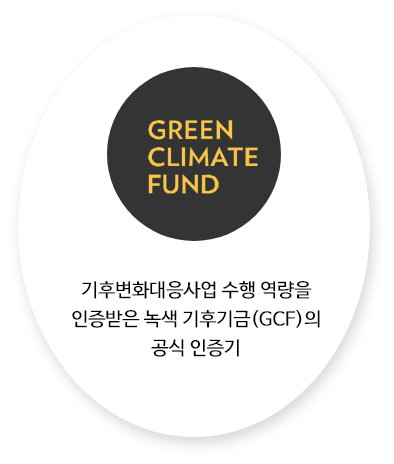 GREEN
CLIMATE
FUND
기후변화대응사업 수행 역량을
인증받은 녹색 기후기금(GCF)의
공식 인증기